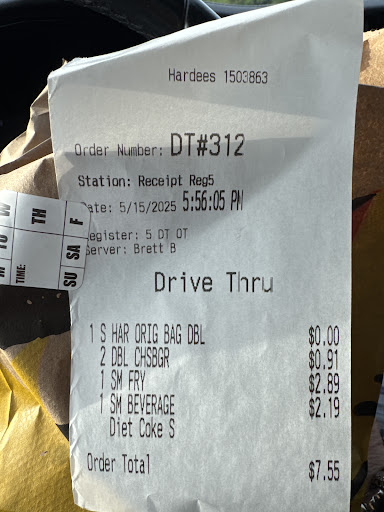 Hardees 1503863
Order Number: DT#312
Station: Receipt Reg5
ate: 5/15/2025 5:56:05 PM
egister: 5 DT OT
Server: Brett B
Drive Thru
1 S HAR ORIG BAG DBL $0.00
2 DBL CHSBGR $0.91
1 SM FRY $2.89
1 SM BEVERAGE $2.19
Diet Coke S
Order Total $7.55
TIME:
W
TH
F
SA
SU